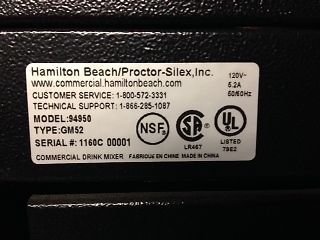 Hamilton Beach/Proctor-Silex,Inc.
www.commercial.hamiltonbeach.com
120V~
5.2A
50/60Hz
CUSTOMER SERVICE: 1-800-572-3331
TECHNICAL SUPPORT: 1-866-285-1087
MODEL:94950
TYPE:GM52
SERIAL #: 1160C 00001
NSF®
SA
®
LR467
UL
®
LISTED
79E2
COMMERCIAL DRINK MIXER FABRIQUÉ EN CHINE MADE IN CHINA